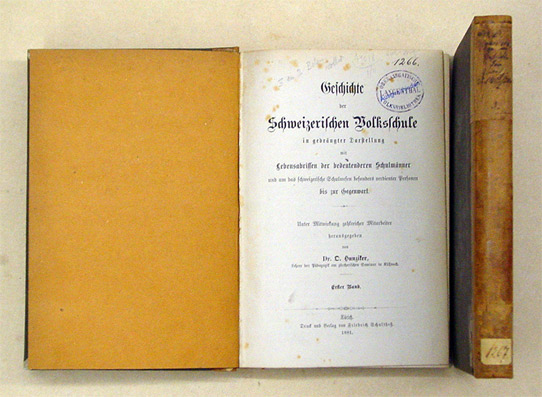 1266.
LANGENTHAL
Geschichte
der
Schweizerischen Volksschule
in gedrängter Darstellung
mit
Lebensabrissen der bedeutenderen Schulmänner
und um das schweizerische Schulwesen besonders verdienter Personen
bis zur Gegenwart
Unter Mitwirkung zahlreicher Mitarbeiter
herausgegeben
von
Dr. O. Hunziker,
Lehrer der Pädagogik am zürcherischen Seminar in Küsnach.
Erster Band.
Zürich.
Druck und Verlag von Friedrich Schultheß.
1881.
1267